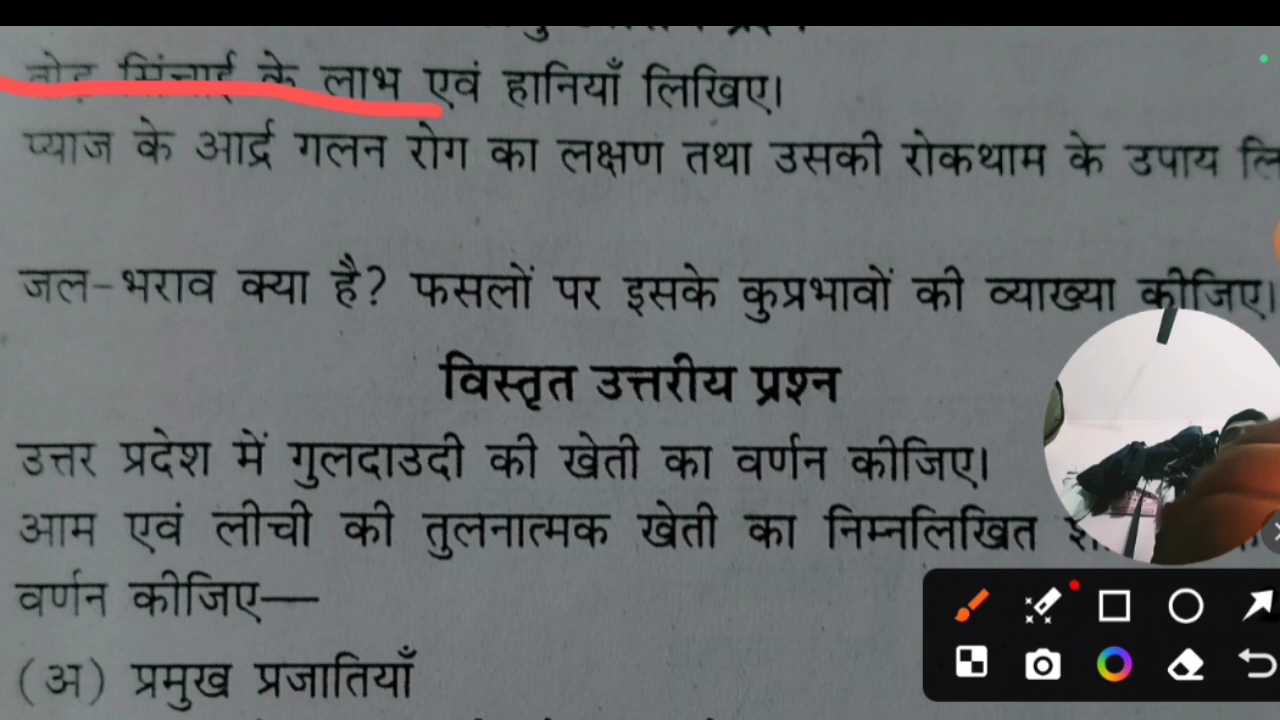 तोड़ सिंचाई के लाभ एवं हानियाँ लिखिए।
प्याज के आर्द्र गलन रोग का लक्षण तथा उसकी रोकथाम के उपाय
जल-भराव क्या है? फसलों पर इसके कुप्रभावों की व्याख्या कीजिए।
विस्तृत उत्तरीय प्रश्न
उत्तर प्रदेश में गुलदाउदी की खेती का वर्णन कीजिए।
आम एवं लीची की तुलनात्मक खेती का निम्नलिखित
वर्णन कीजिए—
(अ) प्रमुख प्रजातियाँ